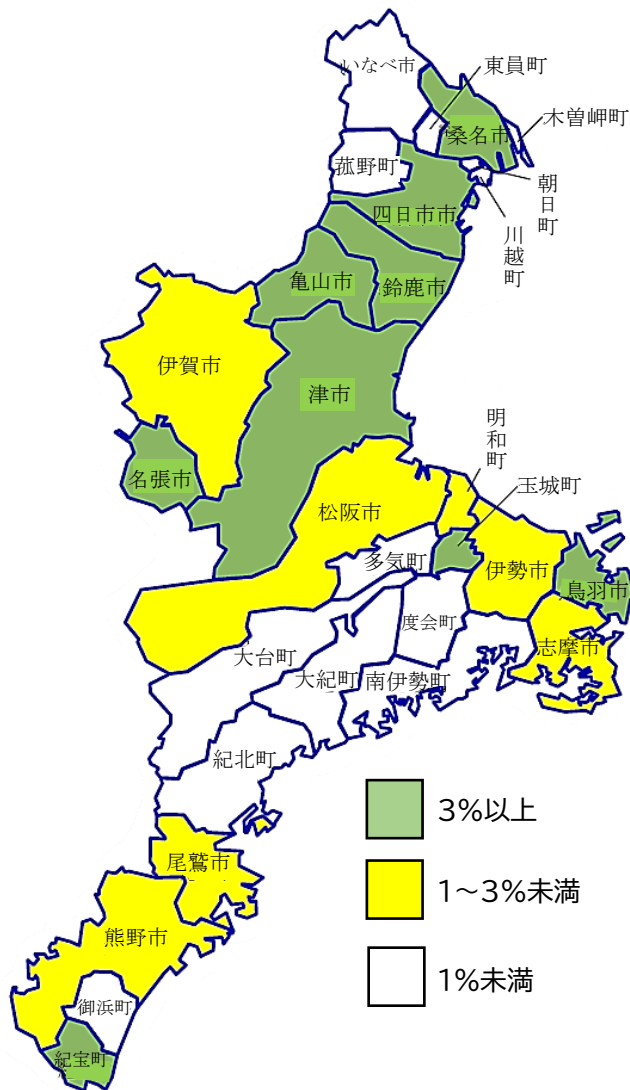 いなべ市
東員町
桑名市
木曽岬町
菰野町
朝日町
川越町
四日市市
亀山市
鈴鹿市
伊賀市
津市
名張市
明和町
玉城町
松阪市
多気町
伊勢市
鳥羽市
度会町
志摩市
大台町
大紀町
南伊勢町
紀北町
3%以上
尾鷲市
1～3%未満
熊野市
1%未満
御浜町
紀宝町